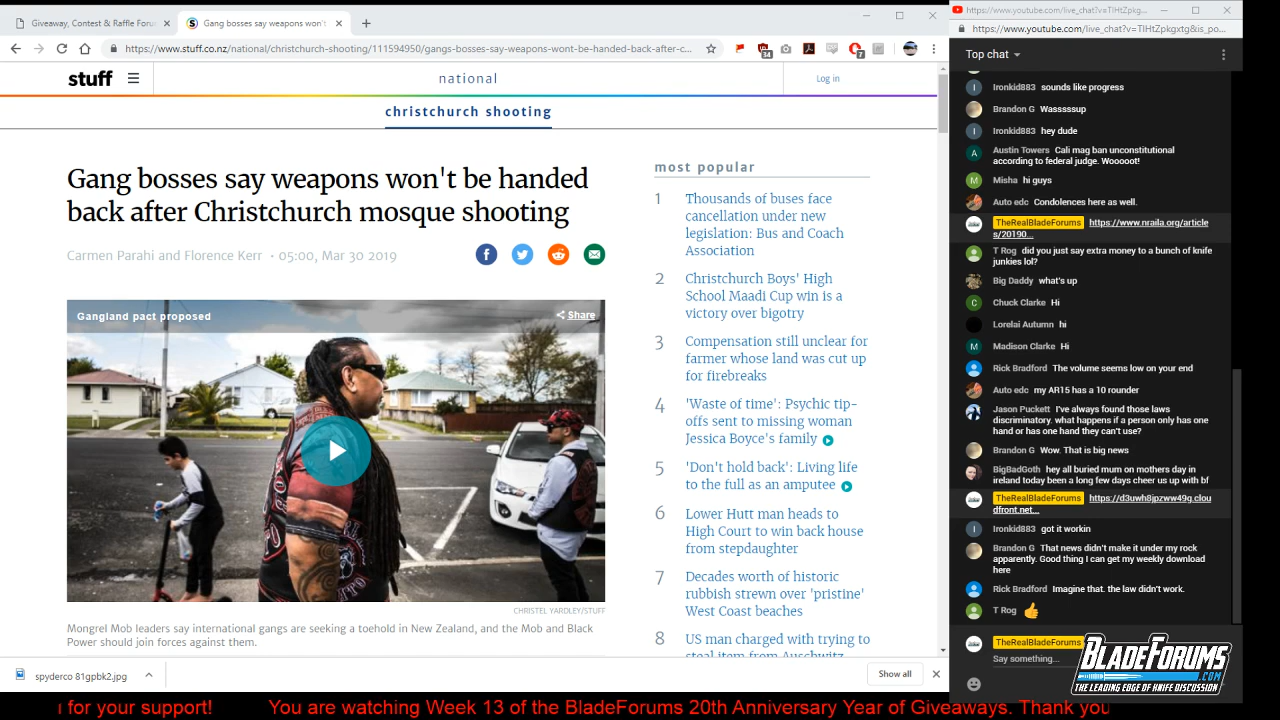 Giveaway, Contest & Raffle Foru
Gang bosses say weapons won't
https://www.stuff.co.nz/national/christchurch-shooting/111594950/gangs-bosses-say-weapons-wont-be-handed-back-after-c...
34
7
stuff
national
Log in
christchurch shooting
Gang bosses say weapons won't be handed
back after Christchurch mosque shooting
Carmen Parahi and Florence Kerr • 05:00, Mar 30 2019
Gangland pact proposed
Share
CHRISTEL YARDLEY/STUFF
Mongrel Mob leaders say international gangs are seeking a toehold in New Zealand, and the Mob and Black
Power should join forces against them.
most popular
1 Thousands of buses face
cancellation under new
legislation: Bus and Coach
Association
2 Christchurch Boys' High
School Maadi Cup win is a
victory over bigotry
3 Compensation still unclear for
farmer whose land was cut up
for firebreaks
4 'Waste of time': Psychic tip-
offs sent to missing woman
Jessica Boyce's family
5 'Don't hold back': Living life
to the full as an amputee
6 Lower Hutt man heads to
High Court to win back house
from stepdaughter
7 Decades worth of historic
rubbish strewn over 'pristine'
West Coast beaches
8 US man charged with trying to
steal item from Auschwitz
spyderco 81gpbk2.jpg
Show all
https://www.youtube.com/live_chat?v=TlHtZpkgxtg&is_po...
https://www.youtube.com/live_chat?v=TlHtZpkgxtg&is_po...
Top chat
Ironkid883 sounds like progress
Brandon G Wasssssup
Ironkid883 hey dude
Austin Towers Cali mag ban unconstitutional
according to federal judge. Wooooot!
Misha hi guys
Auto edc Condolences here as well.
TheRealBladeForums https://www.nraila.org/article
s/20190...
T Rog did you just say extra money to a bunch of knife
junkies lol?
Big Daddy what's up
Chuck Clarke Hi
Lorelai Autumn hi
Madison Clarke Hi
Rick Bradford The volume seems low on your end
Auto edc my AR15 has a 10 rounder
Jason Puckett I've always found those laws
discriminatory. what happens if a person only has one
hand or has one hand they can't use?
Brandon G Wow. That is big news
BigBadGoth hey all buried mum on mothers day in
ireland today been a long few days cheer us up with bf
TheRealBladeForums https://d3uwh8jpzww49g.clou
dfront.net...
Ironkid883 got it workin
Brandon G That news didn't make it under my rock
apparently. Good thing I can get my weekly download
here
Rick Bradford Imagine that. the law didn't work.
T Rog
TheRealBladeForums
Say something...
BLADEFORUMS
.COM
THE LEADING EDGE OF KNIFE DISCUSSION
u for your support! You are watching Week 13 of the BladeForums 20th Anniversary Year of Giveaways. Thank you